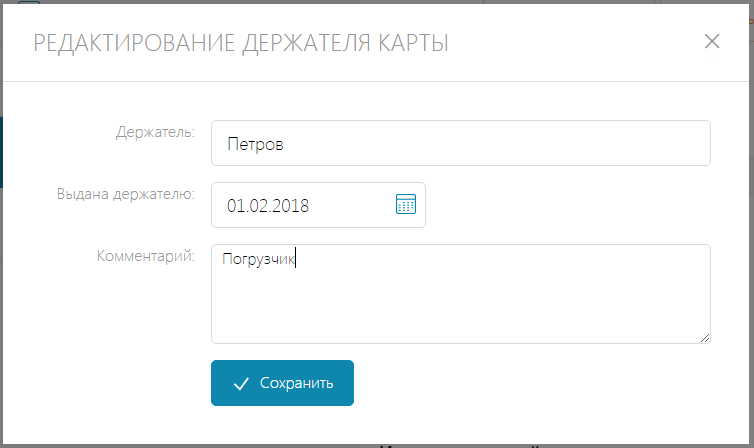 РЕДАКТИРОВАНИЕ ДЕРЖАТЕЛЯ КАРТЫ
Держатель: Петров
Выдана держателю: 01.02.2018
Комментарий: Погрузчик
Сохранить